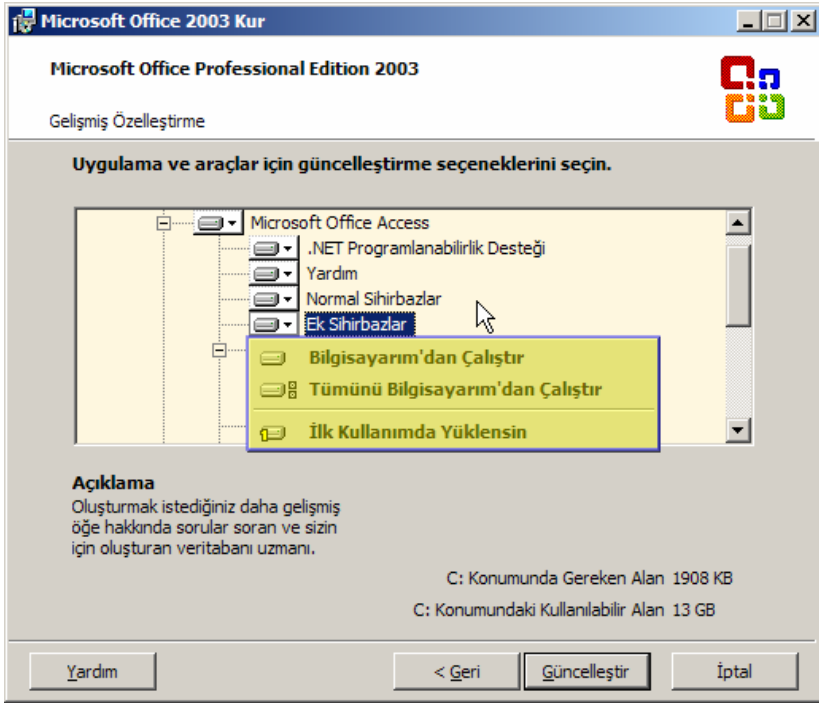 Microsoft Office 2003 Kur
Microsoft Office Professional Edition 2003
Gelişmiş Özelleştirme
Uygulama ve araçlar için güncelleştirme seçeneklerini seçin.
Microsoft Office Access
.NET Programlanabilirlik Desteği
Yardım
Normal Sihirbazlar
Ek Sihirbazlar
Bilgisayarım'dan Çalıştır
Tümünü Bilgisayarım'dan Çalıştır
İlk Kullanımda Yüklensin
Açıklama
Oluşturmak istediğiniz daha gelişmiş
öğe hakkında sorular soran ve sizin
için oluşturan veritabanı uzmanı.
C: Konumunda Gereken Alan 1908 KB
C: Konumundaki Kullanılabilir Alan 13 GB
Yardım < Geri Güncelleştir İptal